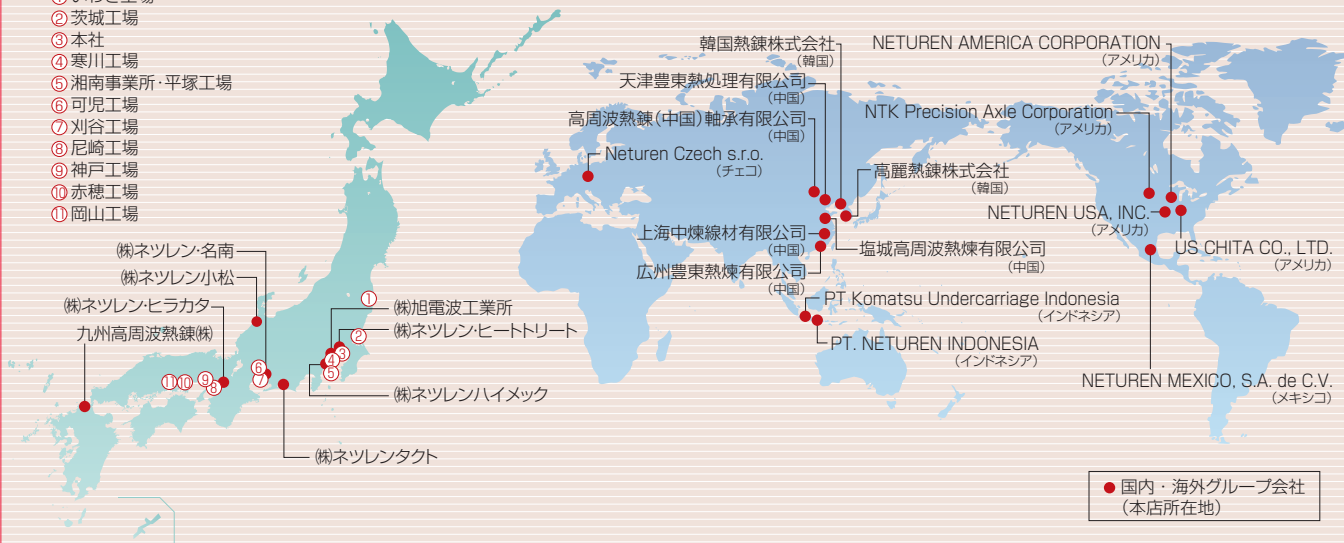 ②茨城工場
③本社
④寒川工場
⑤湘南事業所・平塚工場
⑥可児工場
⑦刈谷工場
⑧尼崎工場
⑨神戸工場
⑩赤穂工場
⑪岡山工場
㈱ネツレン・名南
㈱ネツレン小松
㈱ネツレン・ヒラカタ
九州高周波熱錬㈱
①
㈱旭電波工業所
㈱ネツレン・ヒートトリート
②
③
④
⑤
⑥
⑦
⑪⑩
⑨
⑧
㈱ネツレンハイメック
㈱ネツレンタクト
韓国熱錬株式会社
(韓国)
天津豊東熱処理有限公司
(中国)
高周波熱錬(中国)軸承有限公司
(中国)
Neturen Czech s.r.o.
(チェコ)
高麗熱錬株式会社
(韓国)
上海中煉線材有限公司
(中国)
塩城高周波熱煉有限公司
(中国)
広州豊東熱煉有限公司
(中国)
PT Komatsu Undercarriage Indonesia
(インドネシア)
PT. NETUREN INDONESIA
(インドネシア)
NETUREN AMERICA CORPORATION
(アメリカ)
NTK Precision Axle Corporation
(アメリカ)
NETUREN USA, INC.
(アメリカ)
US CHITA CO., LTD.
(アメリカ)
NETUREN MEXICO, S.A. de C.V.
(メキシコ)
●国内・海外グループ会社
(本店所在地)